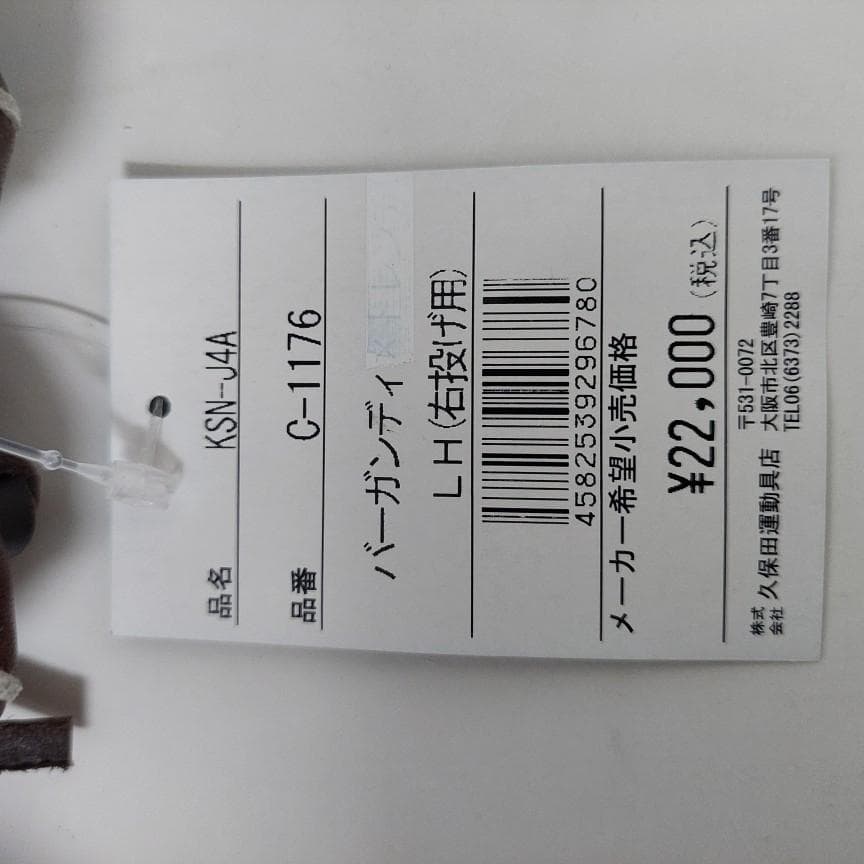 品名 KSN-J4A
品番 C-1176
バーガンディ
LH(右投げ用)
4582539296780
メーカー希望小売価格
¥22,000(税込)
〒531-0072
株式会社 久保田運動具店 大阪市北区豊崎7丁目3番17号
TEL06(6373)2288